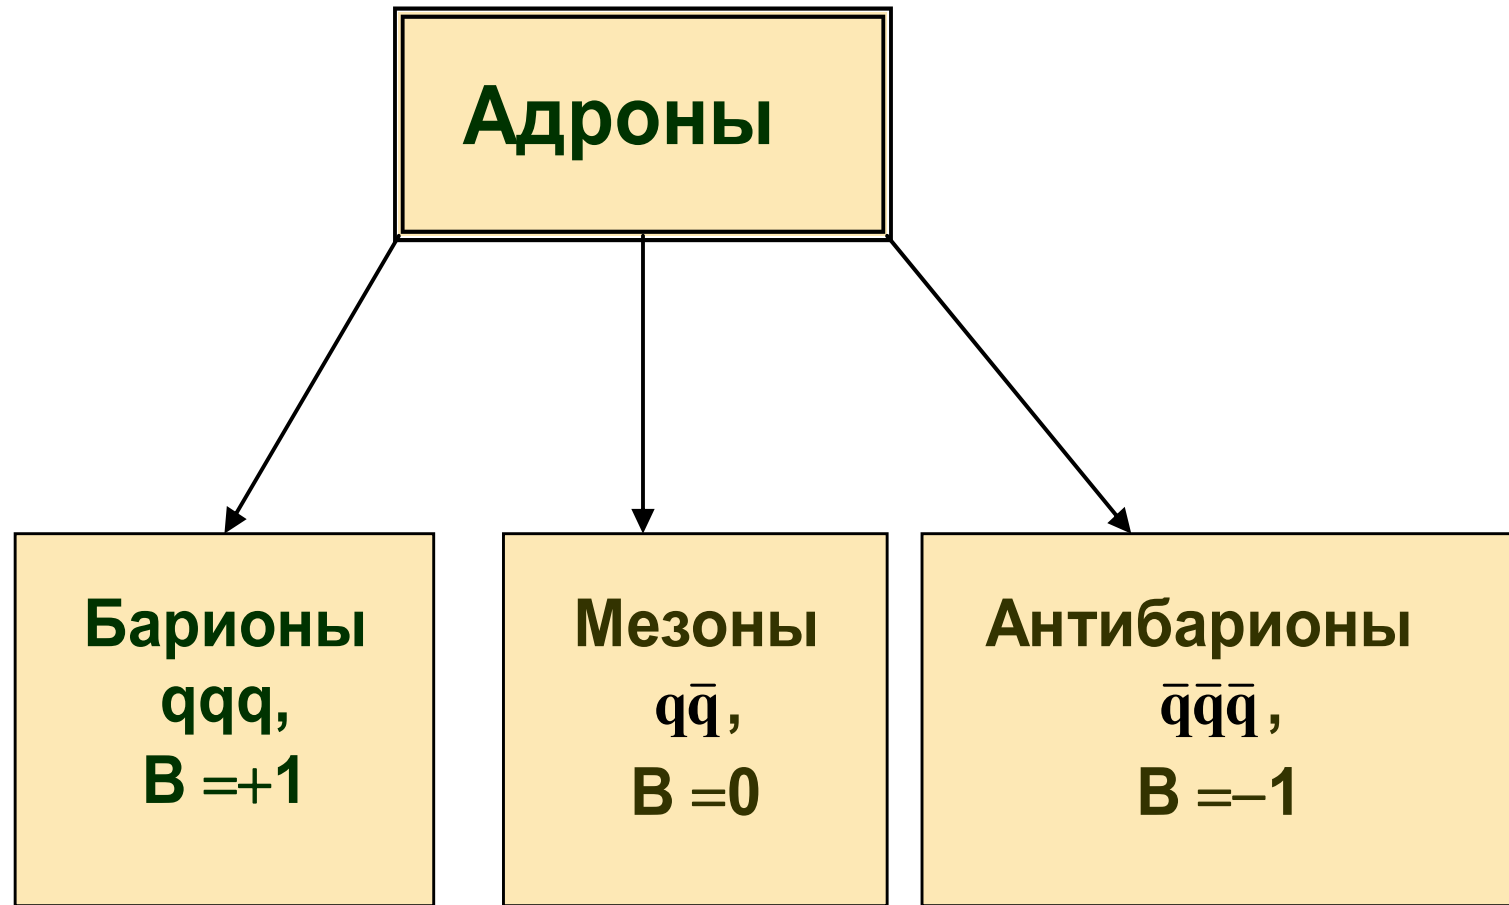 Адроны
Барионы
qqq,
B =+1
Мезоны
qq̅,
B =0
Антибарионы
q̅q̅q̅,
B =–1